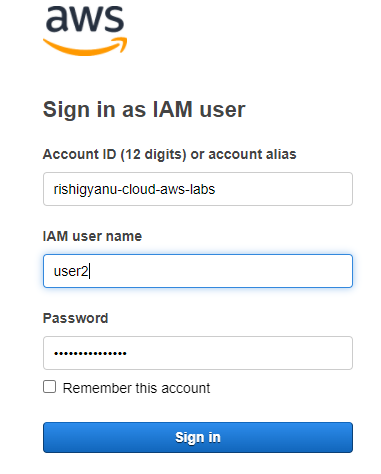 aws
Sign in as IAM user
Account ID (12 digits) or account alias
rishigyanu-cloud-aws-labs
IAM user name
user2
Password
•••••••••••••••
Remember this account
Sign in